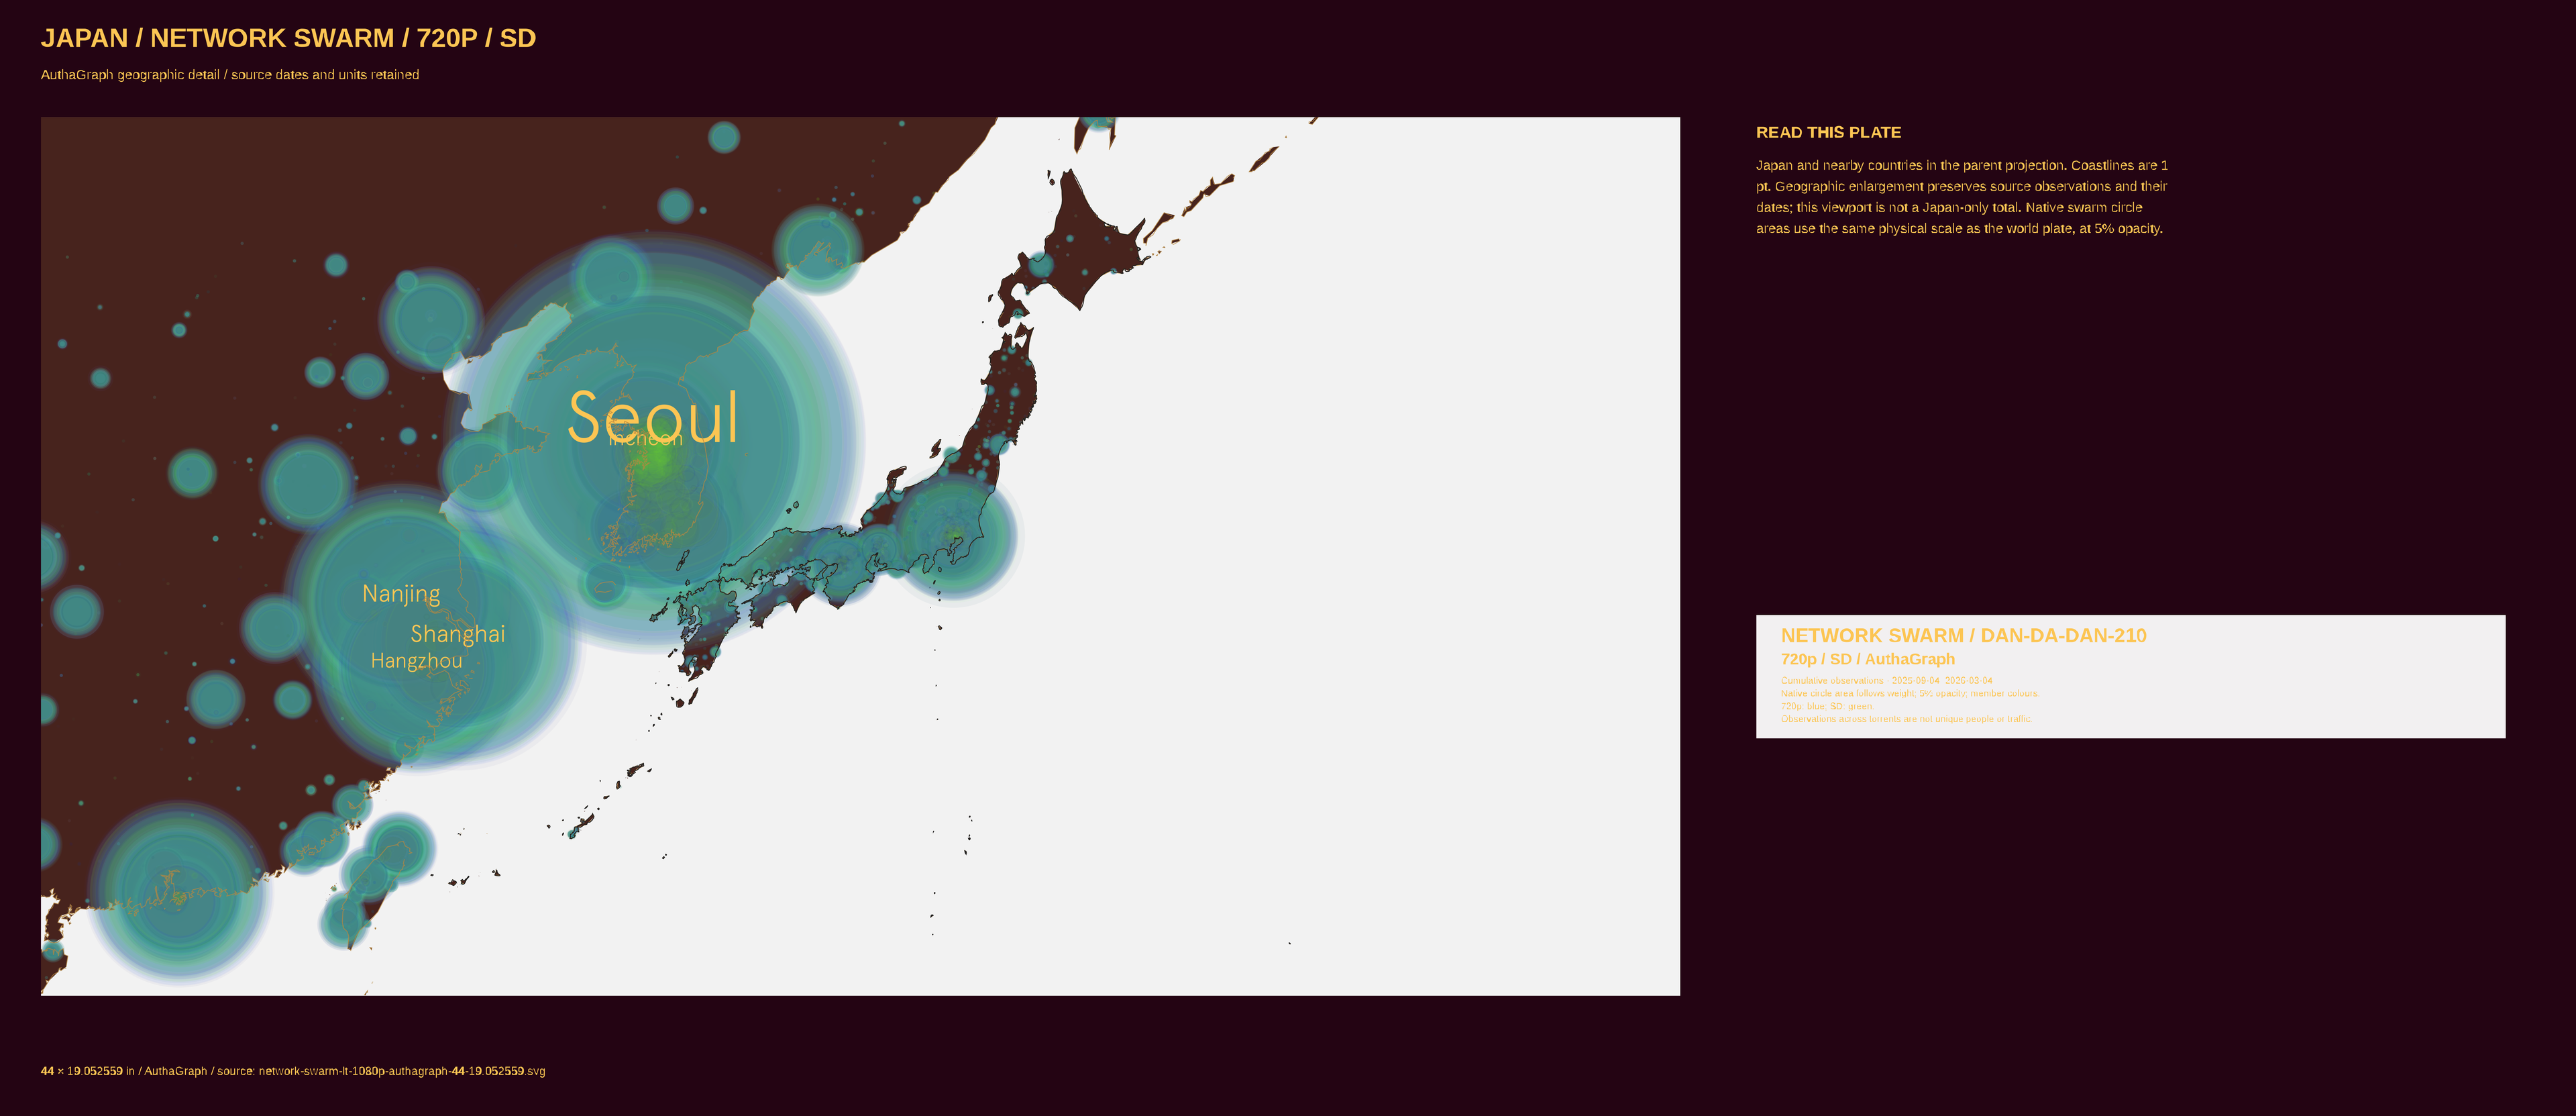 JAPAN / NETWORK SWARM / 720P / SD
AuthaGraph geographic detail / source dates and units retained
READ THIS PLATE
Japan and nearby countries in the parent projection. Coastlines are 1
pt. Geographic enlargement preserves source observations and their
dates; this viewport is not a Japan-only total. Native swarm circle
areas use the same physical scale as the world plate, at 5% opacity.
Seoul
Incheon
Nanjing
Shanghai
Hangzhou
NETWORK SWARM / DAN-DA-DAN-210
720p / SD / AuthaGraph
Cumulative observations · 2025-09-04 2026-03-04
Native circle area follows weight; 5% opacity; member colours.
720p: blue; SD: green.
Observations across torrents are not unique people or traffic.
44 × 19.052559 in / AuthaGraph / source: network-swarm-lt-1080p-authagraph-44-19.052559.svg